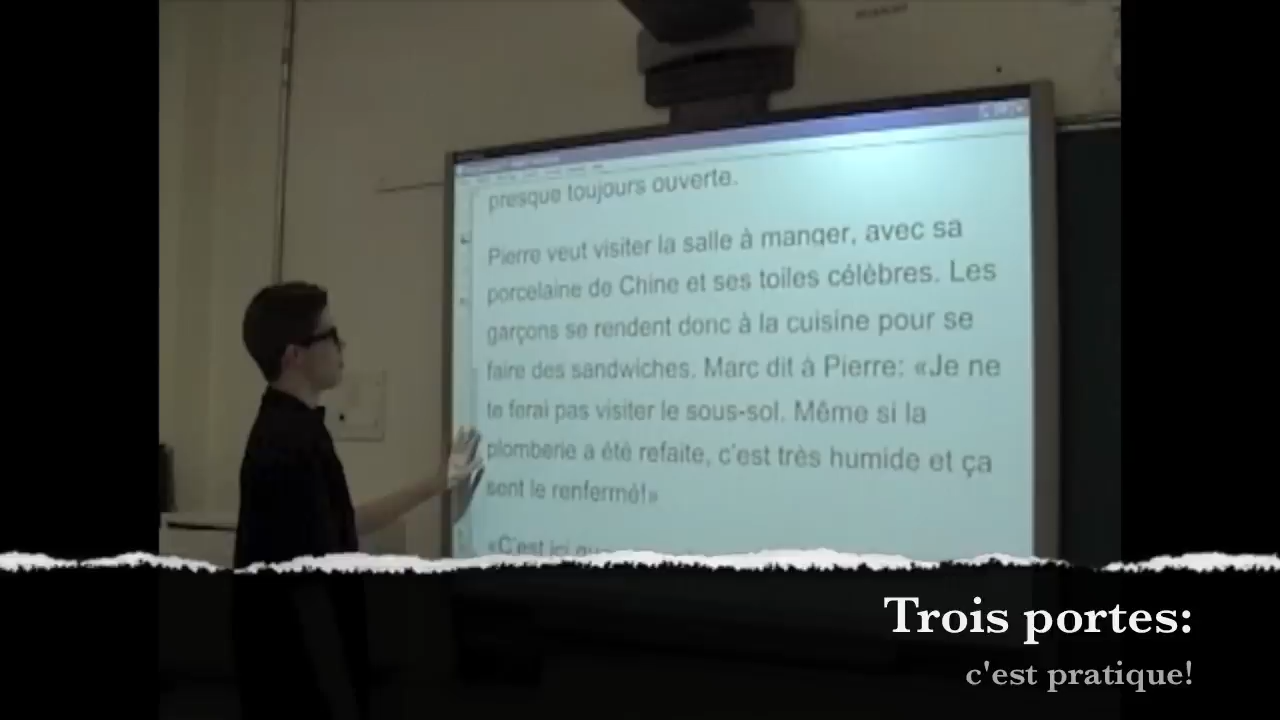 presque toujours ouverte.
Pierre veut visiter la salle à manger, avec sa
porcelaine de Chine et ses toiles célèbres. Les
garçons se rendent donc à la cuisine pour se
faire des sandwiches. Marc dit à Pierre: «Je ne
te ferai pas visiter le sous-sol. Même si la
plomberie a été refaite, c'est très humide et ça
sent le renfermé!»
«C'est ici
Trois portes:
c'est pratique!